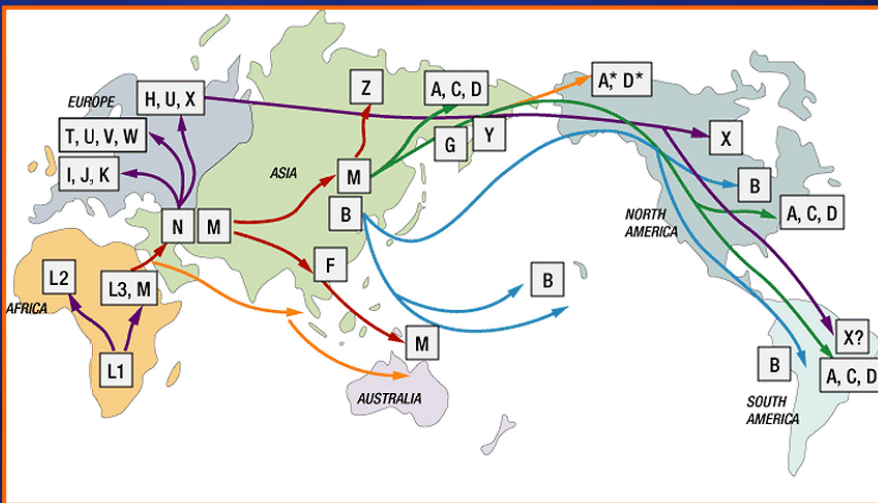 EUROPE
H, U, X
T, U, V, W
I, J, K
N
M
ASIA
Z
A, C, D
G
Y
M
B
F
M
AFRICA
L2
L3, M
L1
AUSTRALIA
B
A,* D*
X
B
A, C, D
NORTH
AMERICA
X?
B
A, C, D
SOUTH
AMERICA